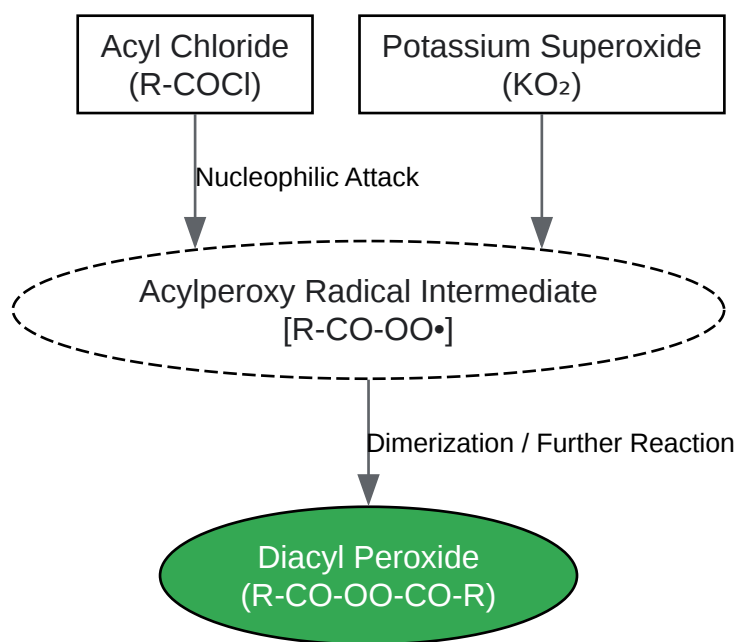 Acyl Chloride
(R-COCl)
Potassium Superoxide
(KO₂)
Nucleophilic Attack
Acylperoxy Radical Intermediate
[R-CO-OO•]
Dimerization / Further Reaction
Diacyl Peroxide
(R-CO-OO-CO-R)